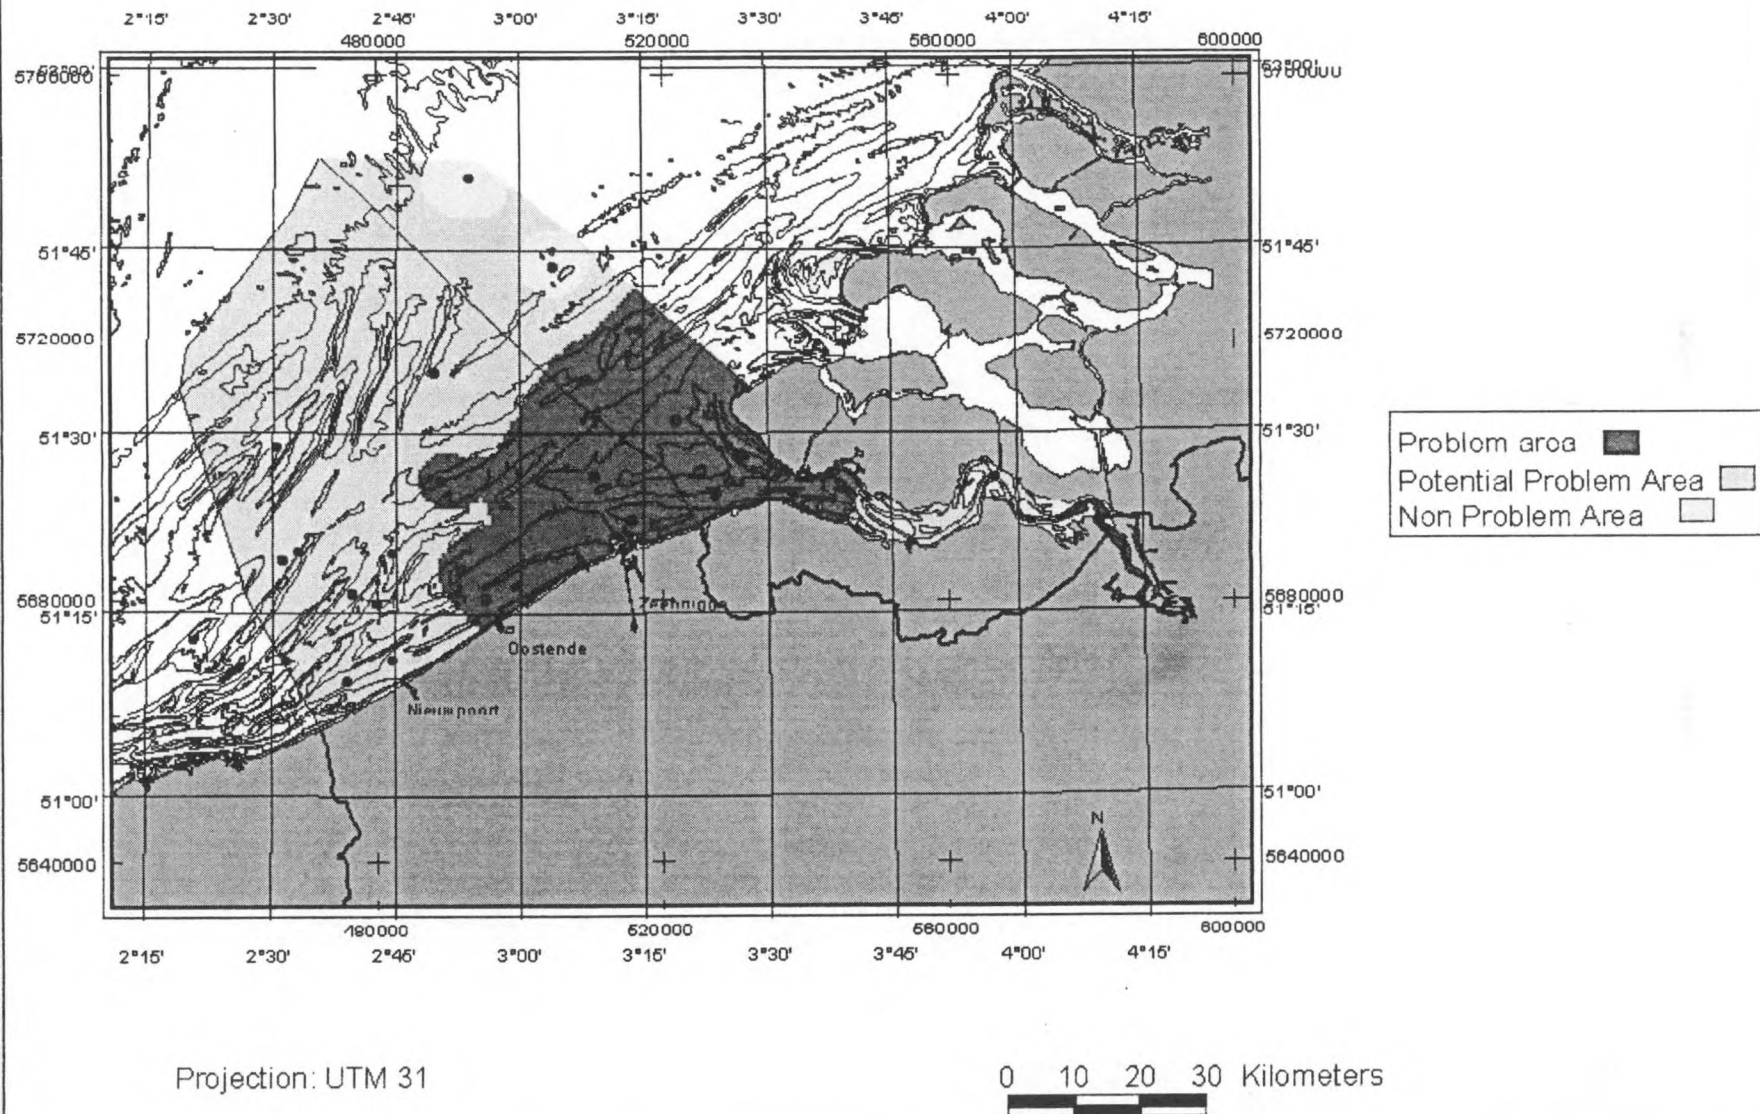 2°15' 2°30' 2°45' 3°00' 3°15' 3°30' 3°45' 4°00' 4°15'
480000 520000 560000 600000
51°45' 51°45'
5720000 5720000
51°30' 51°30'
Problem area
Potential Problem Area
Non Problem Area
5680000 5680000
51°15' 51°15'
Oostende
Nieuwpoort
51°00' 51°00'
N
5640000 5640000
480000 520000 560000 600000
2°15' 2°30' 2°45' 3°00' 3°15' 3°30' 3°45' 4°00' 4°15'
Projection: UTM 31
0 10 20 30 Kilometers